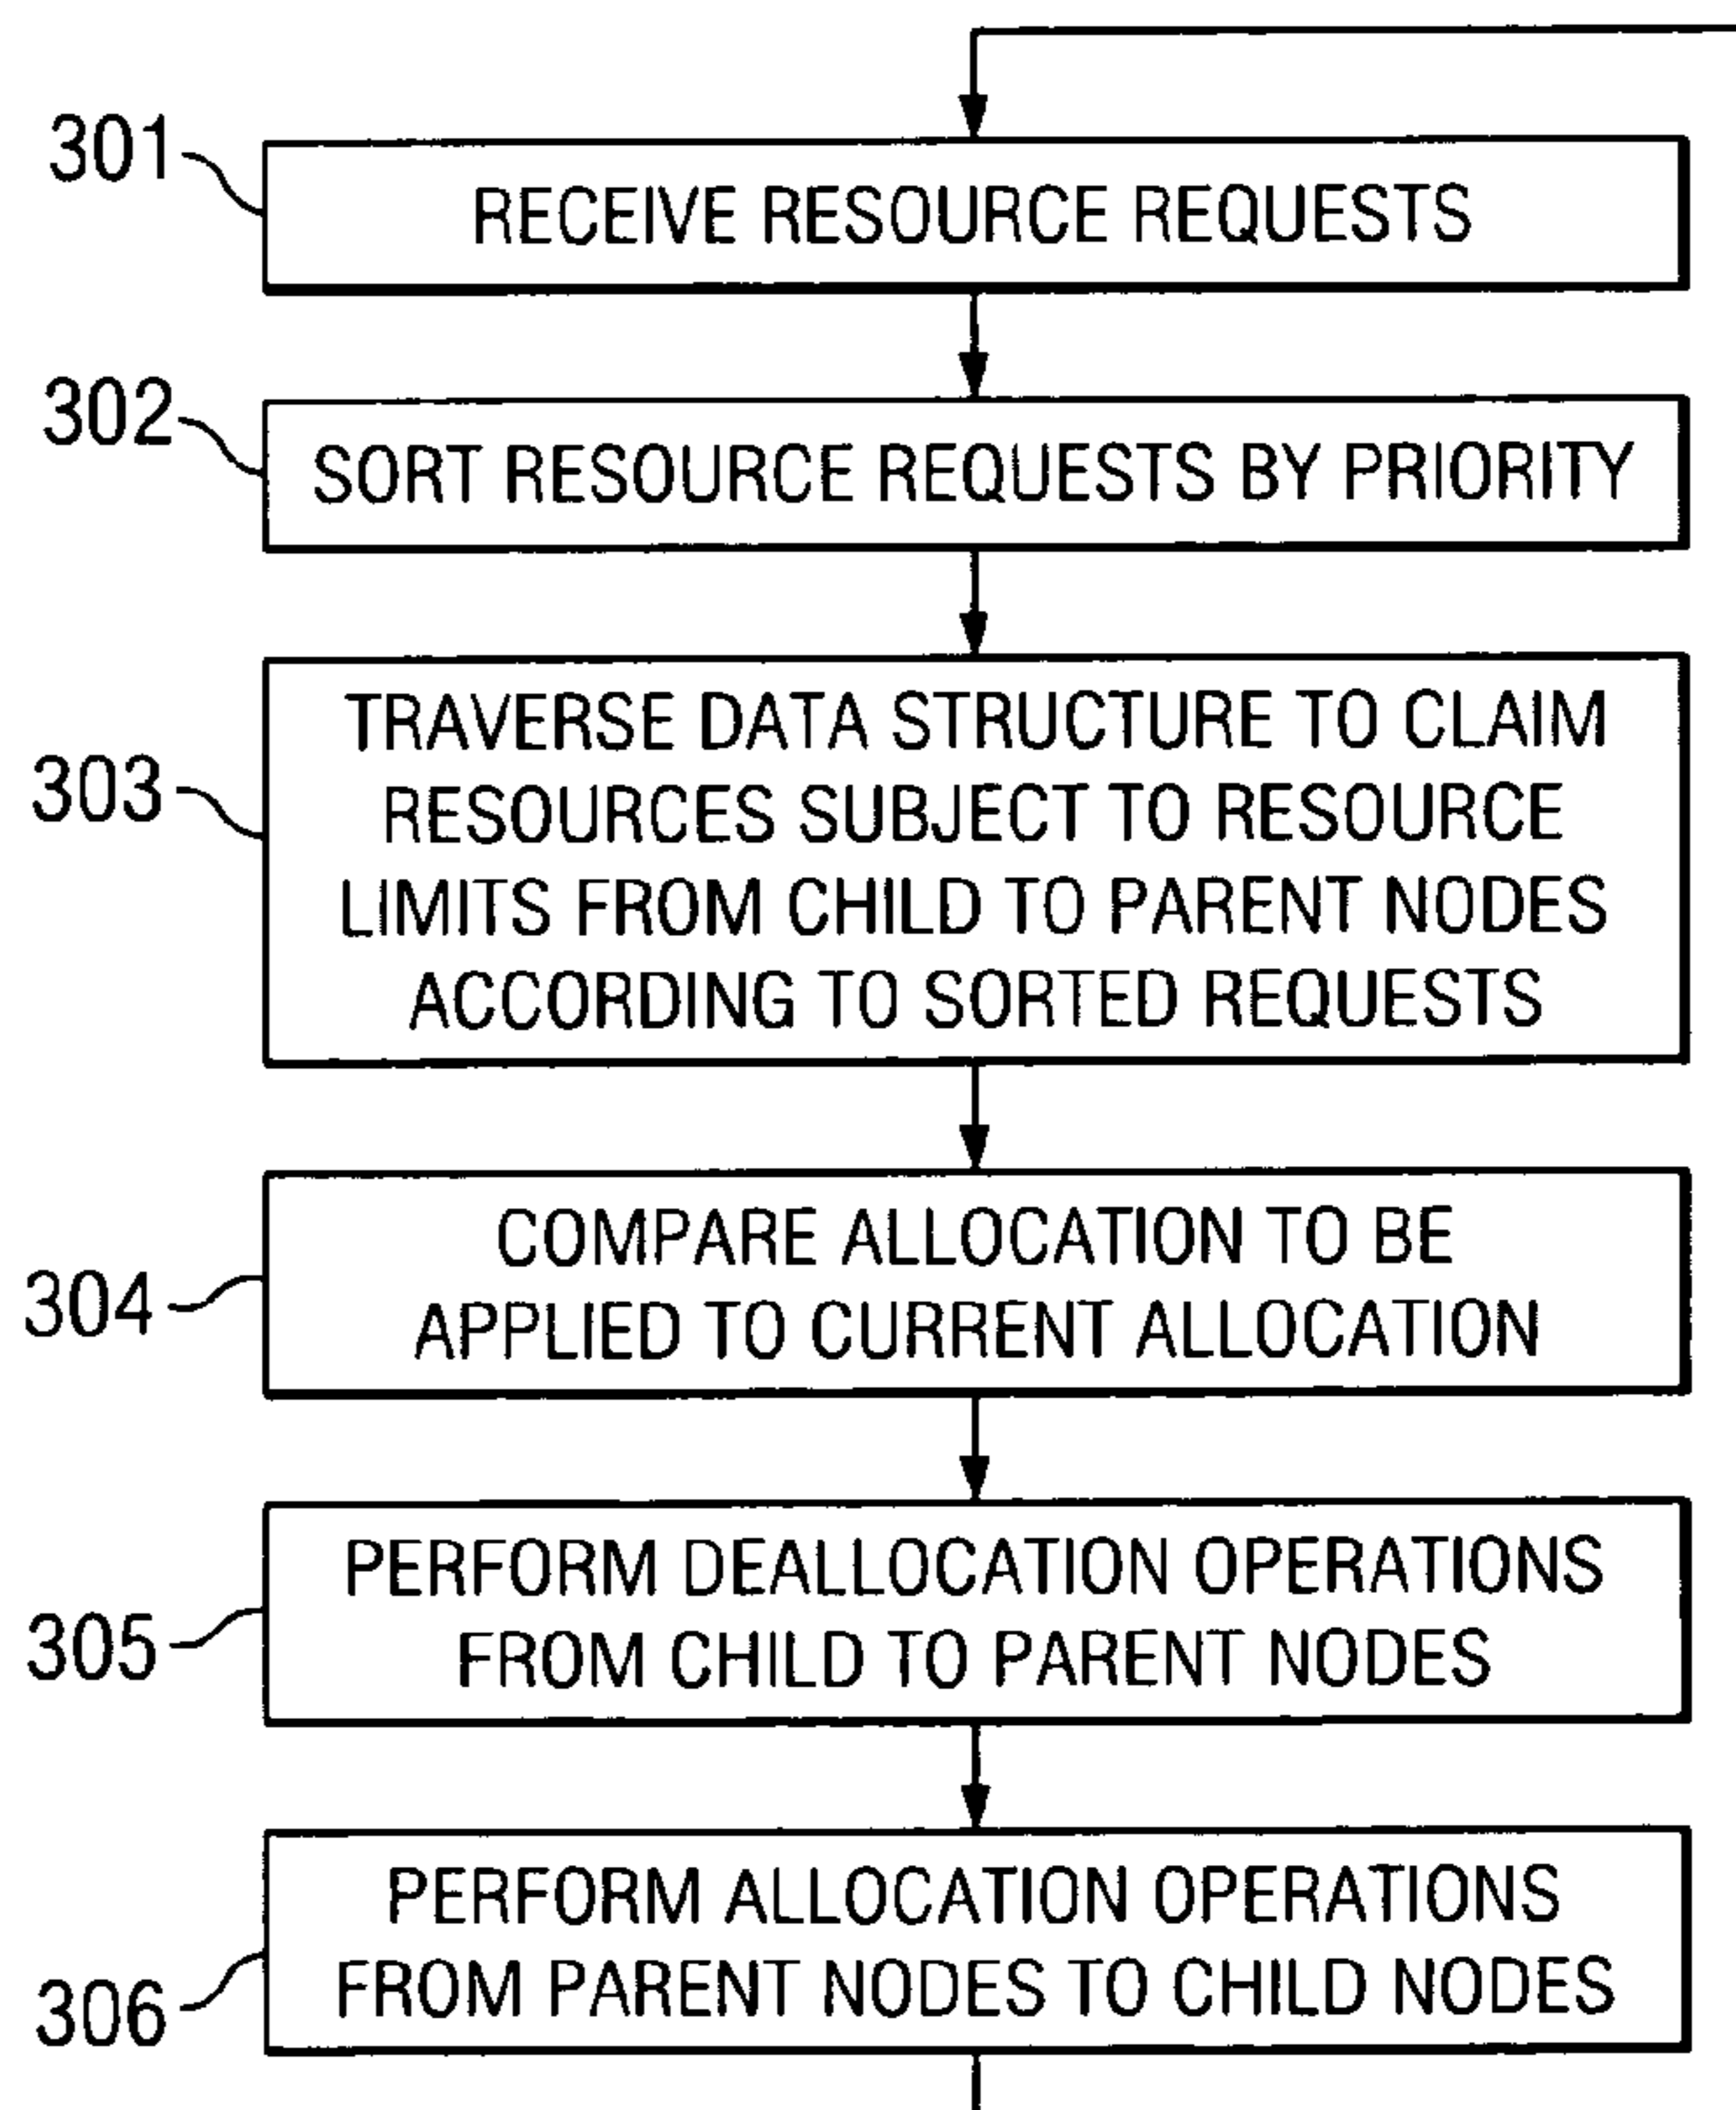 301
RECEIVE RESOURCE REQUESTS
302
SORT RESOURCE REQUESTS BY PRIORITY
303
TRAVERSE DATA STRUCTURE TO CLAIM
RESOURCES SUBJECT TO RESOURCE
LIMITS FROM CHILD TO PARENT NODES
ACCORDING TO SORTED REQUESTS
304
COMPARE ALLOCATION TO BE
APPLIED TO CURRENT ALLOCATION
305
PERFORM DEALLOCATION OPERATIONS
FROM CHILD TO PARENT NODES
306
PERFORM ALLOCATION OPERATIONS
FROM PARENT NODES TO CHILD NODES